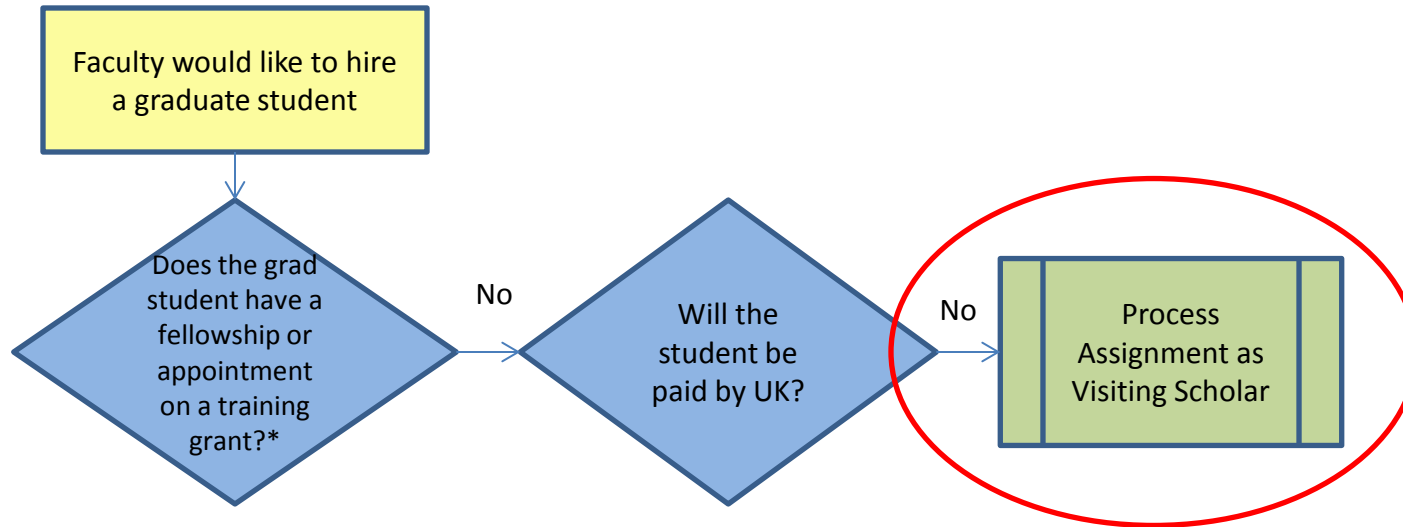 Faculty would like to hire
a graduate student
Does the grad
student have a
fellowship or
appointment
on a training
grant?*
No
Will the
student be
paid by UK?
No
Process
Assignment as
Visiting Scholar